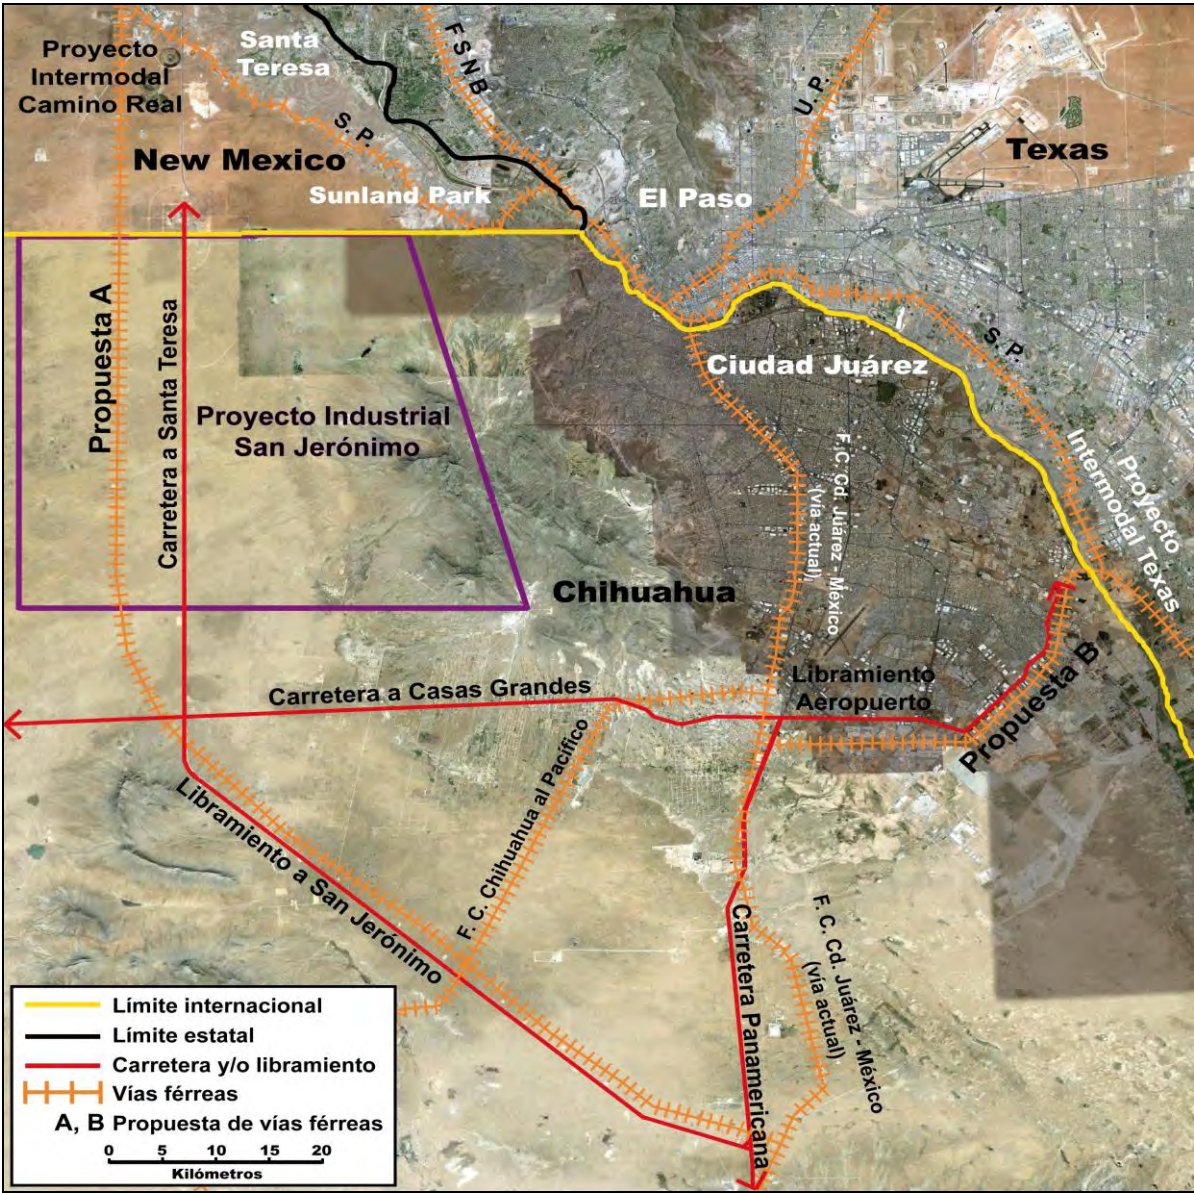 Proyecto
Intermodal
Camino Real
Santa
Teresa
F S N B
U. P.
S. P.
New Mexico
Texas
Sunland Park
El Paso
Propuesta A
Carretera a Santa Teresa
Ciudad Juárez
S. P.
Proyecto Industrial
San Jerónimo
F. C. Cd. Juárez - México
(vía actual)
Proyecto
Intermodal Texas
Chihuahua
Carretera a Casas Grandes
Libramiento
Aeropuerto
Propuesta B
F. C. Chihuahua al Pacífico
Libramiento a San Jerónimo
Carretera Panamericana
F. C. Cd. Juárez - México
(vía actual)
Límite internacional
Límite estatal
Carretera y/o libramiento
Vías férreas
A, B Propuesta de vías férreas
0 5 10 15 20
Kilómetros